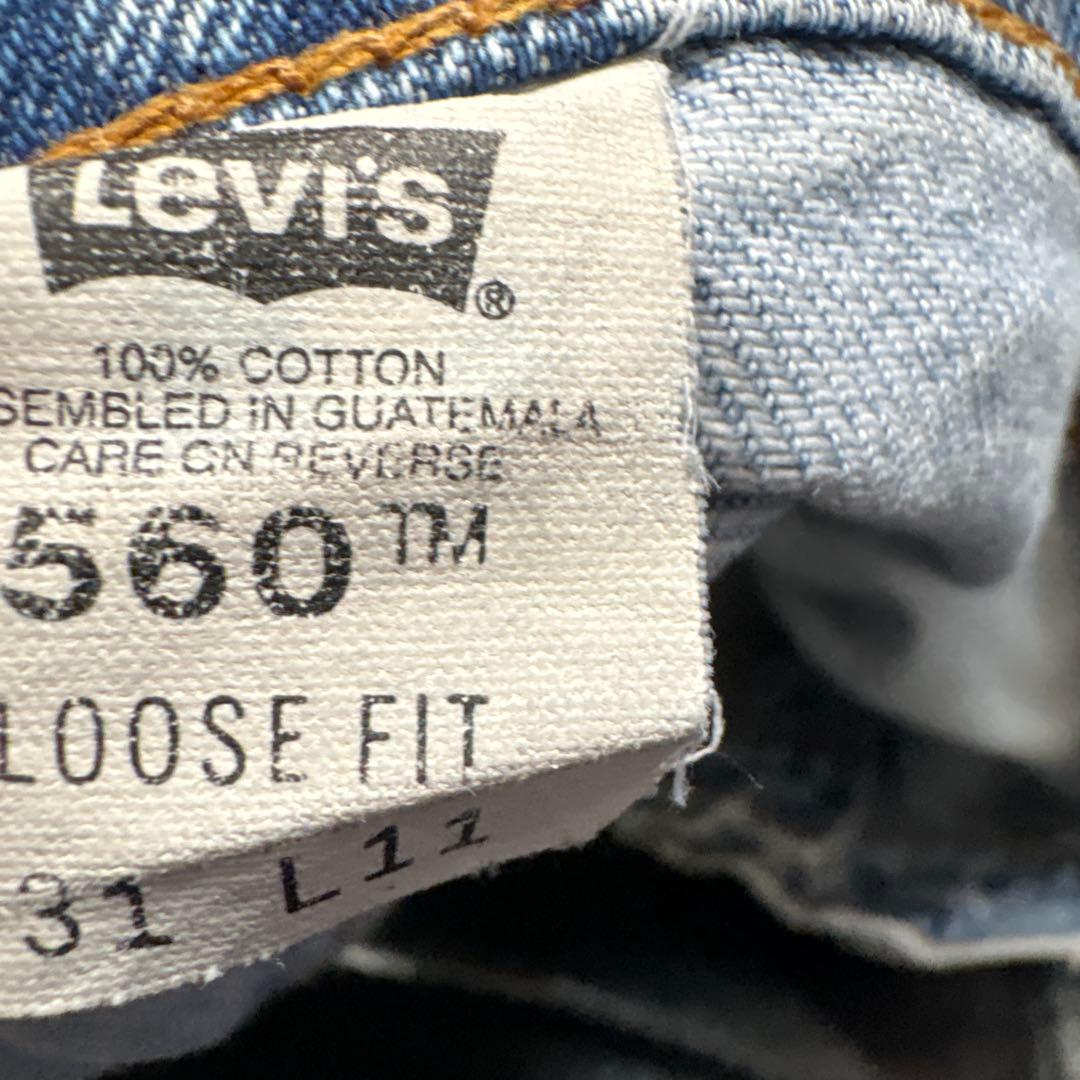 Levi's®
100% COTTON
SEMBLED IN GUATEMALA
CARE ON REVERSE
560™
LOOSE FIT
31 L11